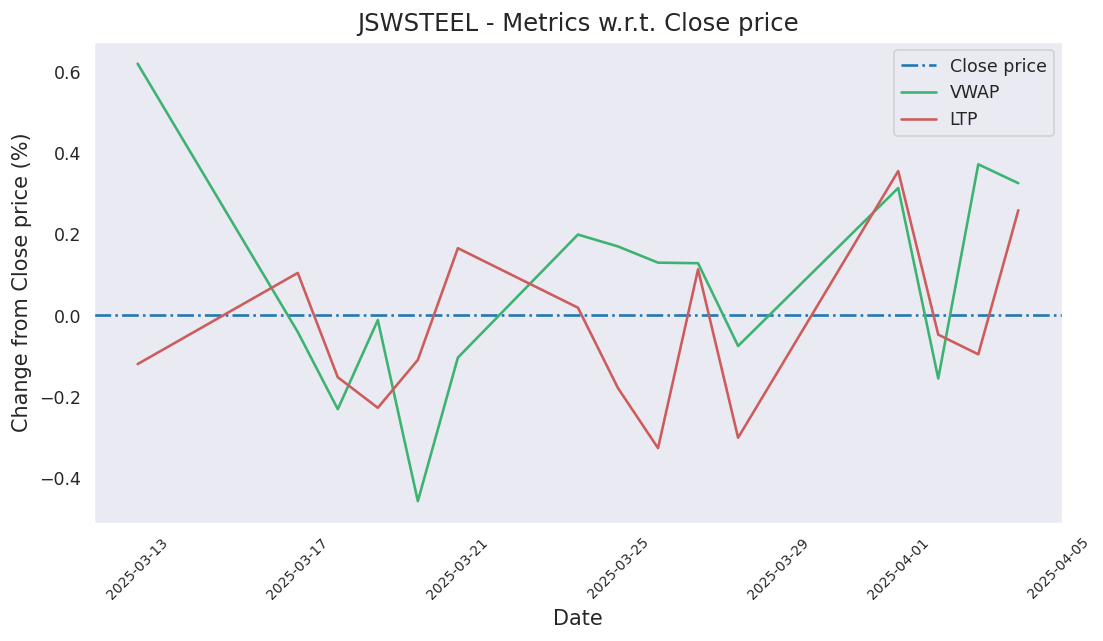 JSWSTEEL - Metrics w.r.t. Close price
Close price
VWAP
LTP
Change from Close price (%)
0.6
0.4
0.2
0.0
−0.2
−0.4
2025-03-13
2025-03-17
2025-03-21
2025-03-25
2025-03-29
2025-04-01
2025-04-05
Date